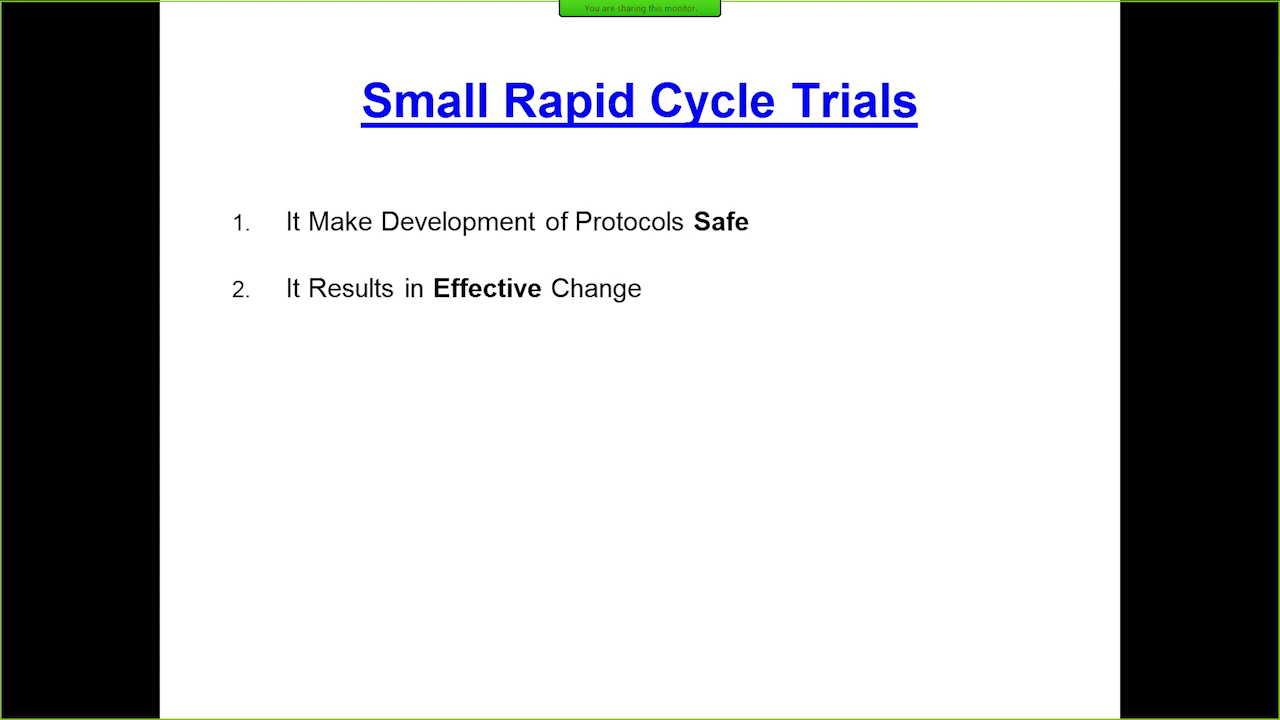 You are sharing this monitor.
Small Rapid Cycle Trials
1. It Make Development of Protocols Safe
2. It Results in Effective Change